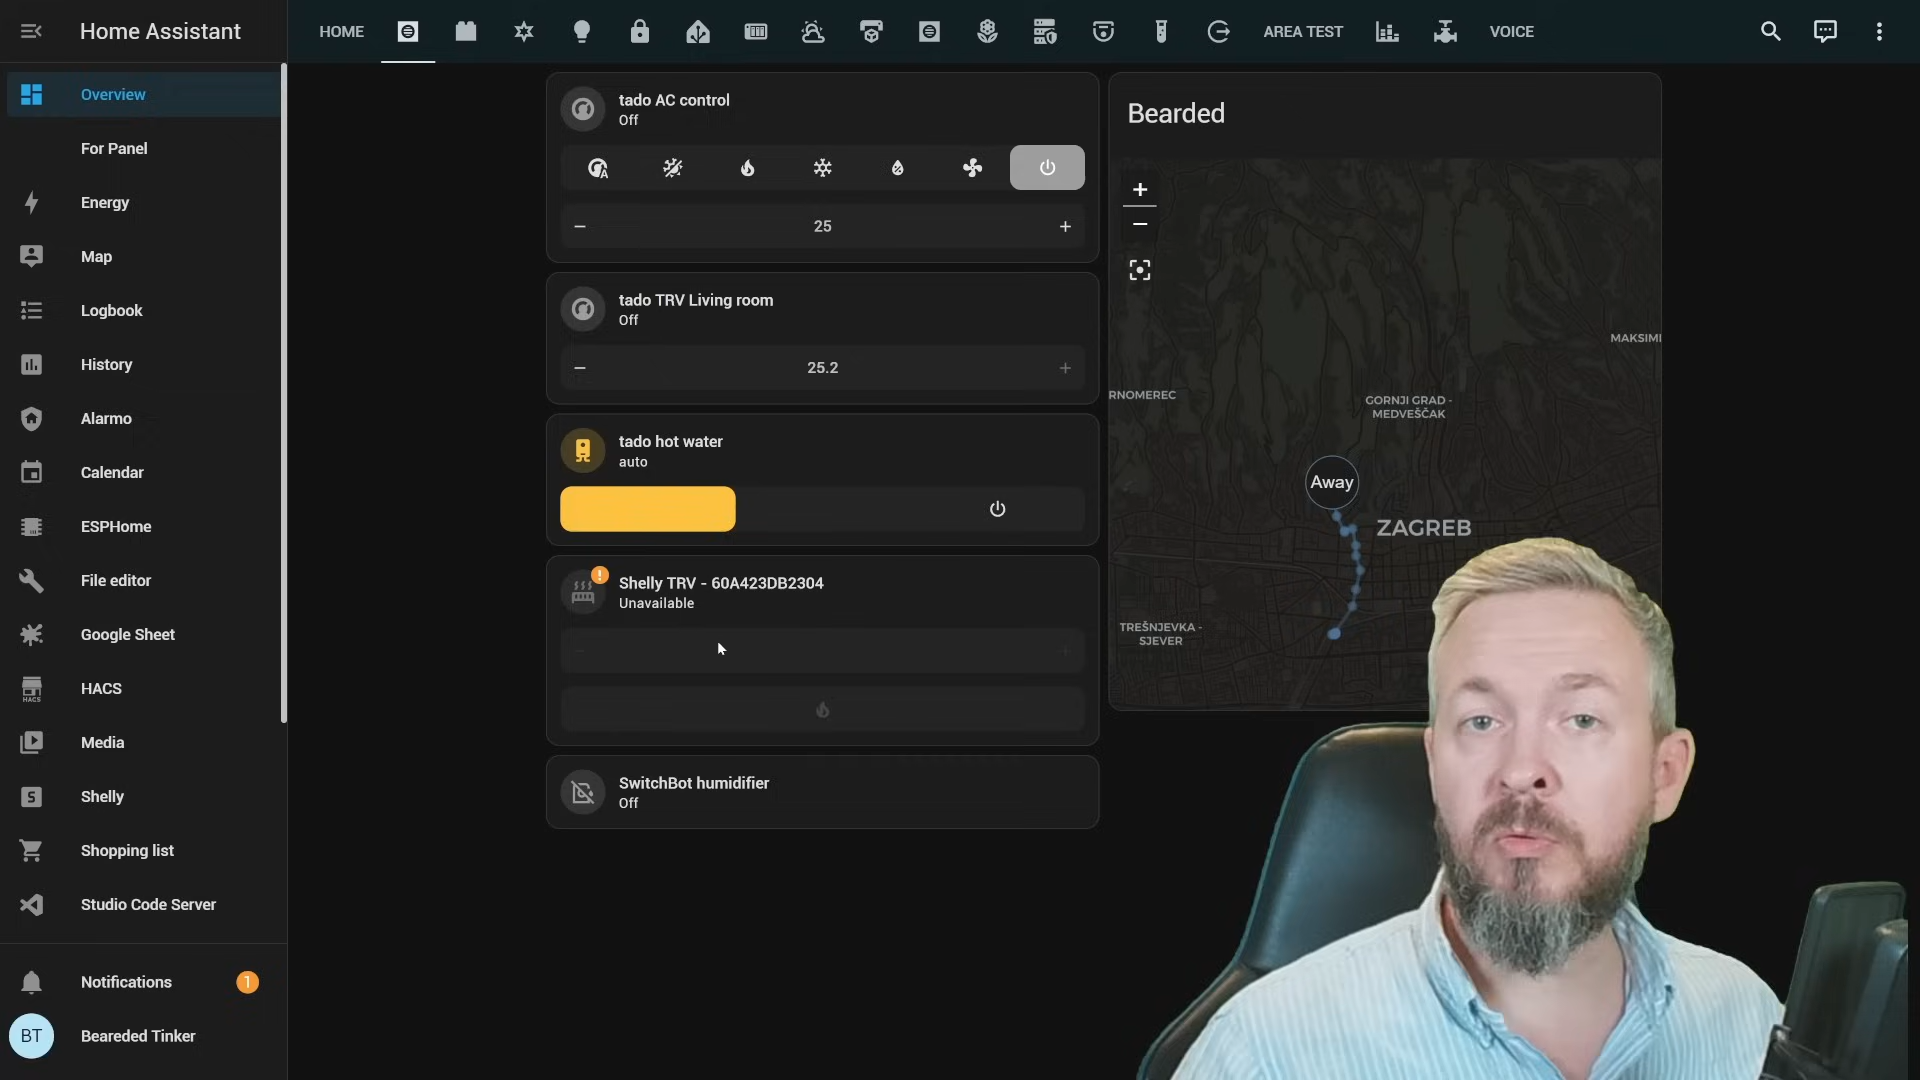 Home Assistant
HOME
AREA TEST
VOICE
Overview
For Panel
Energy
Map
Logbook
History
Alarmo
Calendar
ESPHome
File editor
Google Sheet
HACS
HACS
Media
S
Shelly
Shopping list
Studio Code Server
Notifications
1
BT
Beareded Tinker
tado AC control
Off
A
− 25 +
tado TRV Living room
Off
− 25.2 +
tado hot water
auto
!
Shelly TRV - 60A423DB2304
Unavailable
− +
SwitchBot humidifier
Off
Bearded
+
−
MAKSIMI
RNOMEREC
GORNJI GRAD -
MEDVEŠČAK
Away
ZAGREB
TREŠNJEVKA -
SJEVER